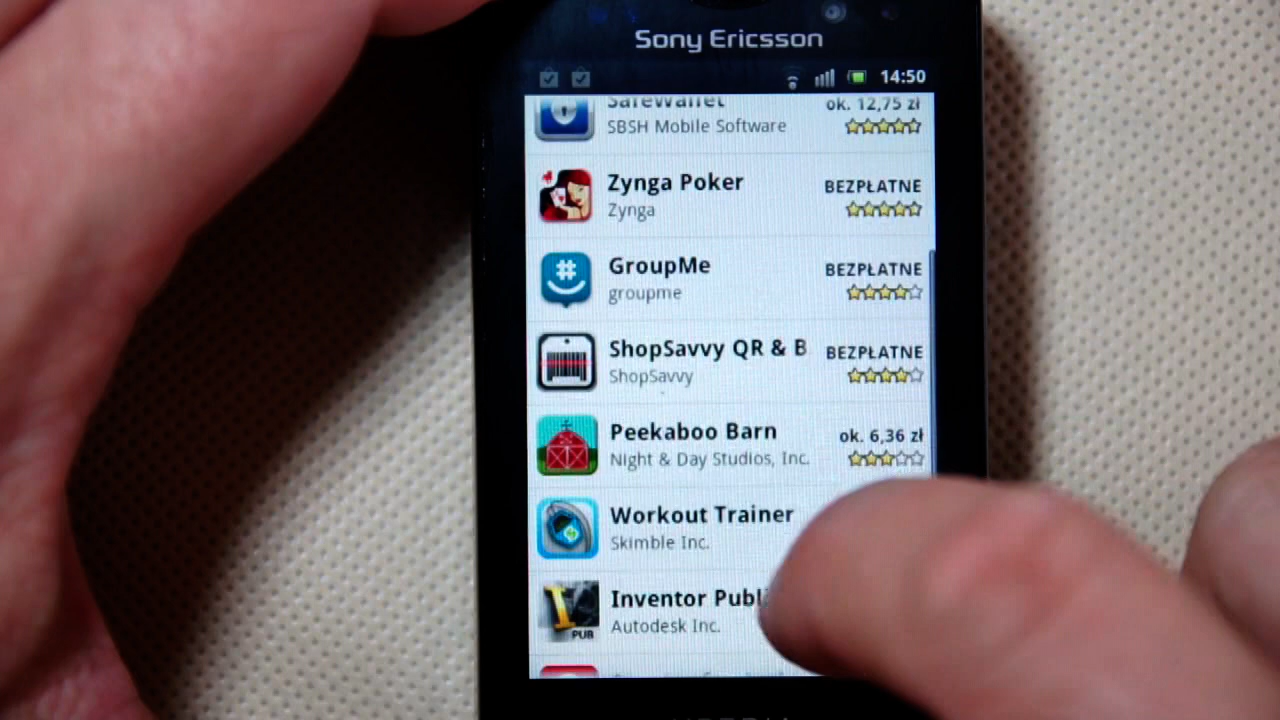 Sony Ericsson
14:50
SafeWallet ok. 12,75 zł
SBSH Mobile Software
Zynga Poker BEZPŁATNE
Zynga
GroupMe BEZPŁATNE
groupme
ShopSavvy QR & B BEZPŁATNE
ShopSavvy
Peekaboo Barn ok. 6,36 zł
Night & Day Studios, Inc.
Workout Trainer
Skimble Inc.
Inventor Publi
PUB
Autodesk Inc.